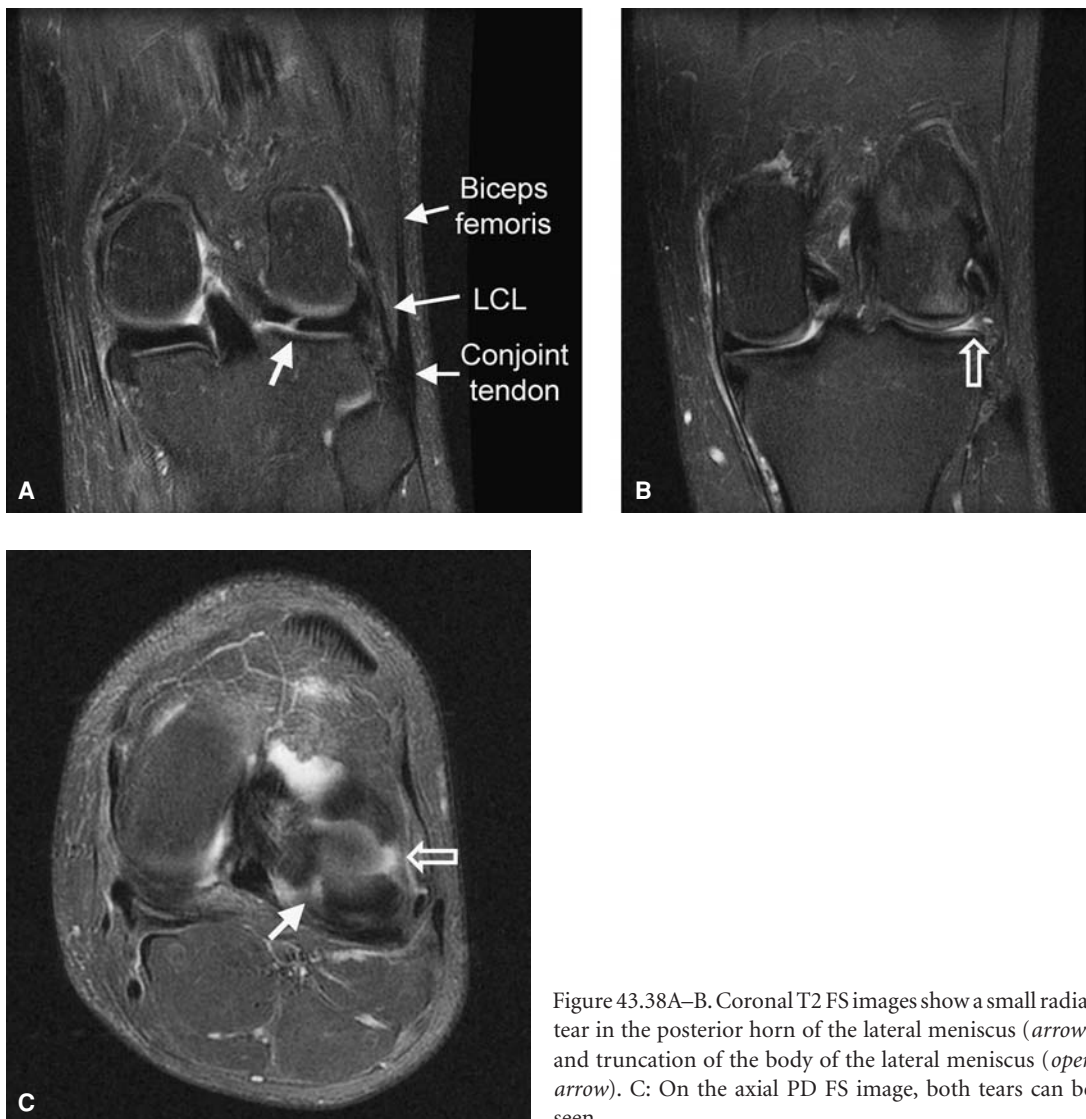 Biceps
femoris
LCL
Conjoint
tendon
A
B
C
Figure 43.38A–B. Coronal T2 FS images show a small radia
tear in the posterior horn of the lateral meniscus (arrow
and truncation of the body of the lateral meniscus (open
arrow). C: On the axial PD FS image, both tears can be
seen